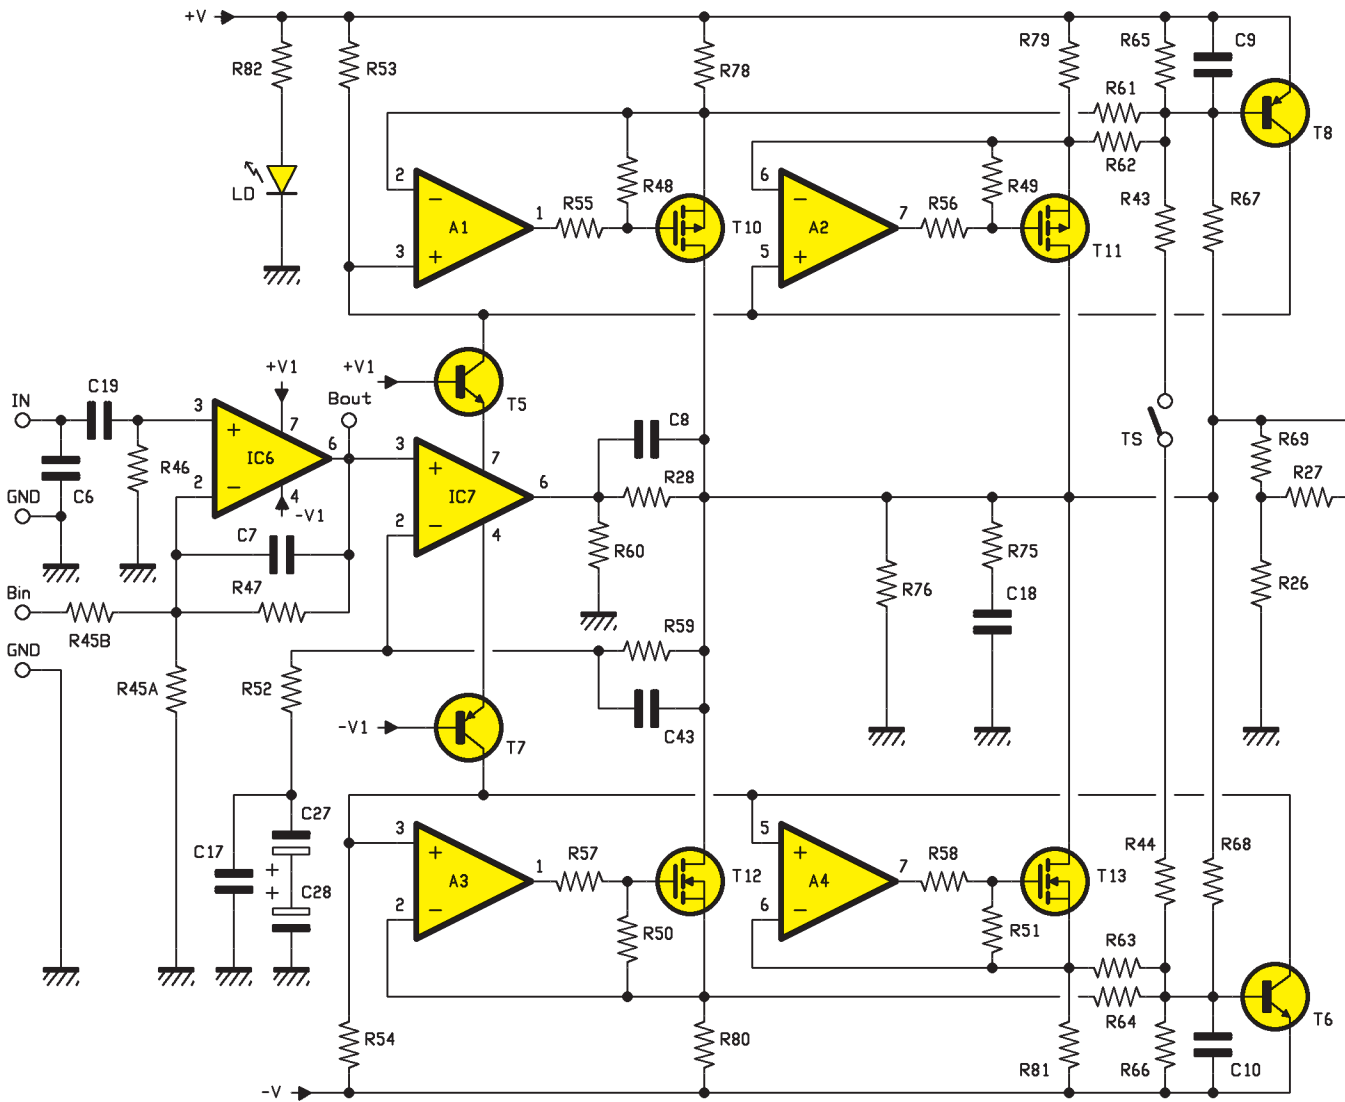 +V
R82
R53
R78
R79
R65
C9
R61
R62
T8
LD
2
3
A1
1
R55
R48
T10
6
5
A2
7
R56
R49
T11
R43
R67
+V1
+V1
T5
IN
C19
3
2
IC6
7
6
4
-V1
Bout
R46
C6
GND
3
2
IC7
7
6
4
C8
R28
R60
TS
R69
R27
R26
C7
R47
Bin
R45B
GND
R45A
R52
R59
C43
R76
R75
C18
-V1
T7
C17
C27
C28
+
+
3
2
A3
1
R57
R50
T12
5
6
A4
7
R58
R51
T13
R44
R68
R63
R64
T6
R54
R80
R81
R66
C10
-V